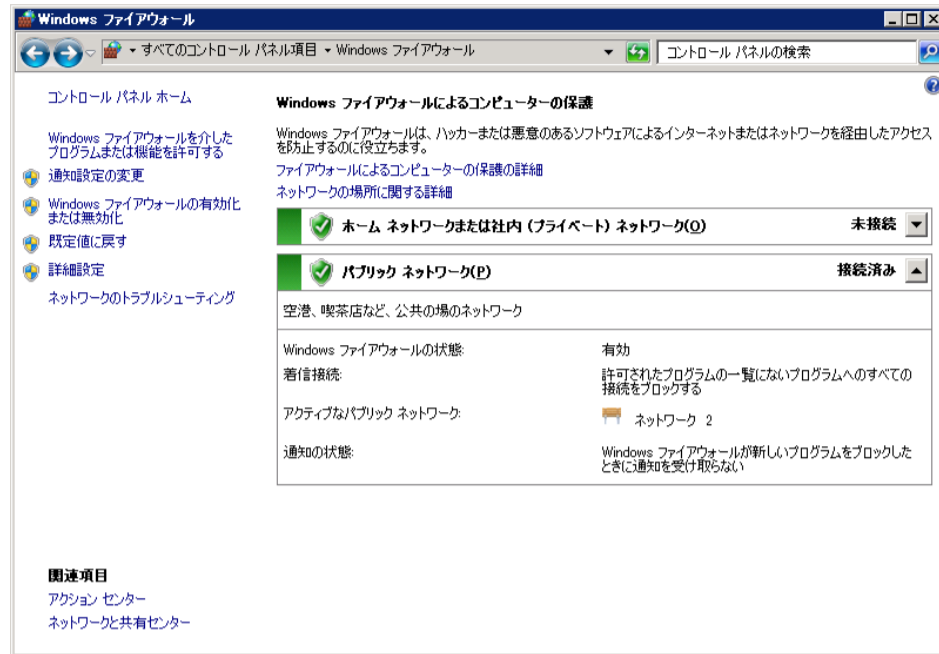 Windows ファイアウォール
すべてのコントロール パネル項目 Windows ファイアウォール
コントロール パネルの検索
コントロール パネル ホーム
Windows ファイアウォールを介した
プログラムまたは機能を許可する
通知設定の変更
Windows ファイアウォールの有効化
または無効化
既定値に戻す
詳細設定
ネットワークのトラブルシューティング
Windows ファイアウォールによるコンピューターの保護
Windows ファイアウォールは、ハッカーまたは悪意のあるソフトウェアによるインターネットまたはネットワークを経由したアクセス
を防止するのに役立ちます。
ファイアウォールによるコンピューターの保護の詳細
ネットワークの場所に関する詳細
ホーム ネットワークまたは社内 (プライベート) ネットワーク(O) 未接続
パブリック ネットワーク(P) 接続済み
空港、喫茶店など、公共の場のネットワーク
Windows ファイアウォールの状態: 有効
着信接続: 許可されたプログラムの一覧にないプログラムへのすべての
接続をブロックする
アクティブなパブリック ネットワーク: ネットワーク 2
通知の状態: Windows ファイアウォールが新しいプログラムをブロックした
ときに通知を受け取らない
関連項目
アクション センター
ネットワークと共有センター